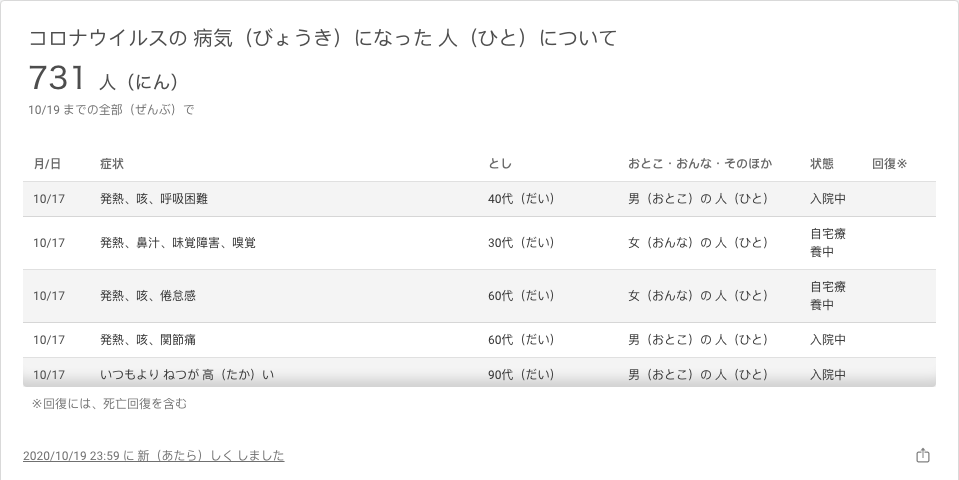 コロナウイルスの 病気（びょうき）になった 人（ひと）について
731 人（にん）
10/19 までの全部（ぜんぶ）で
月/日 症状 とし おとこ・おんな・そのほか 状態 回復※
10/17 発熱、咳、呼吸困難 40代（だい） 男（おとこ）の 人（ひと） 入院中
10/17 発熱、鼻汁、味覚障害、嗅覚 30代（だい） 女（おんな）の 人（ひと） 自宅療
養中
10/17 発熱、咳、倦怠感 60代（だい） 女（おんな）の 人（ひと） 自宅療
養中
10/17 発熱、咳、関節痛 60代（だい） 男（おとこ）の 人（ひと） 入院中
10/17 いつもより ねつが 高（たか）い 90代（だい） 男（おとこ）の 人（ひと） 入院中
※回復には、死亡回復を含む
2020/10/19 23:59 に 新（あたら）しく しました